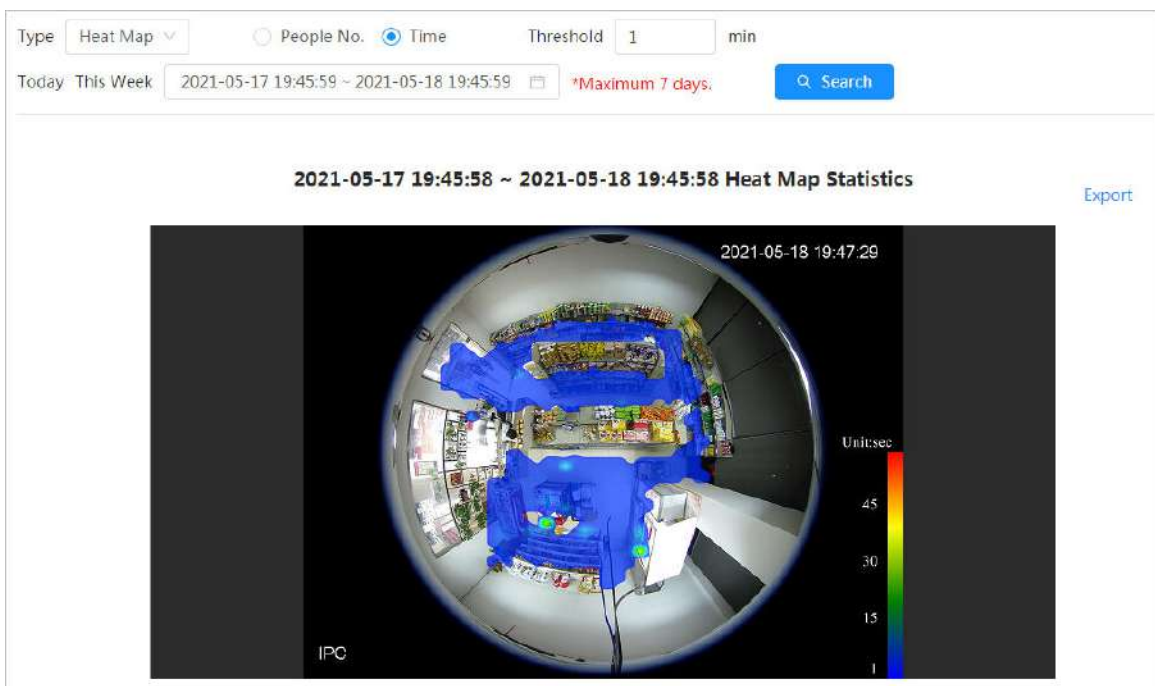 Type Heat Map People No. Time Threshold 1 min
Today This Week 2021-05-17 19:45:59 ~ 2021-05-18 19:45:59 *Maximum 7 days. Search
2021-05-17 19:45:58 ~ 2021-05-18 19:45:58 Heat Map Statistics
Export
2021-05-18 19:47:29
Unit:sec
45
30
15
1
IPC